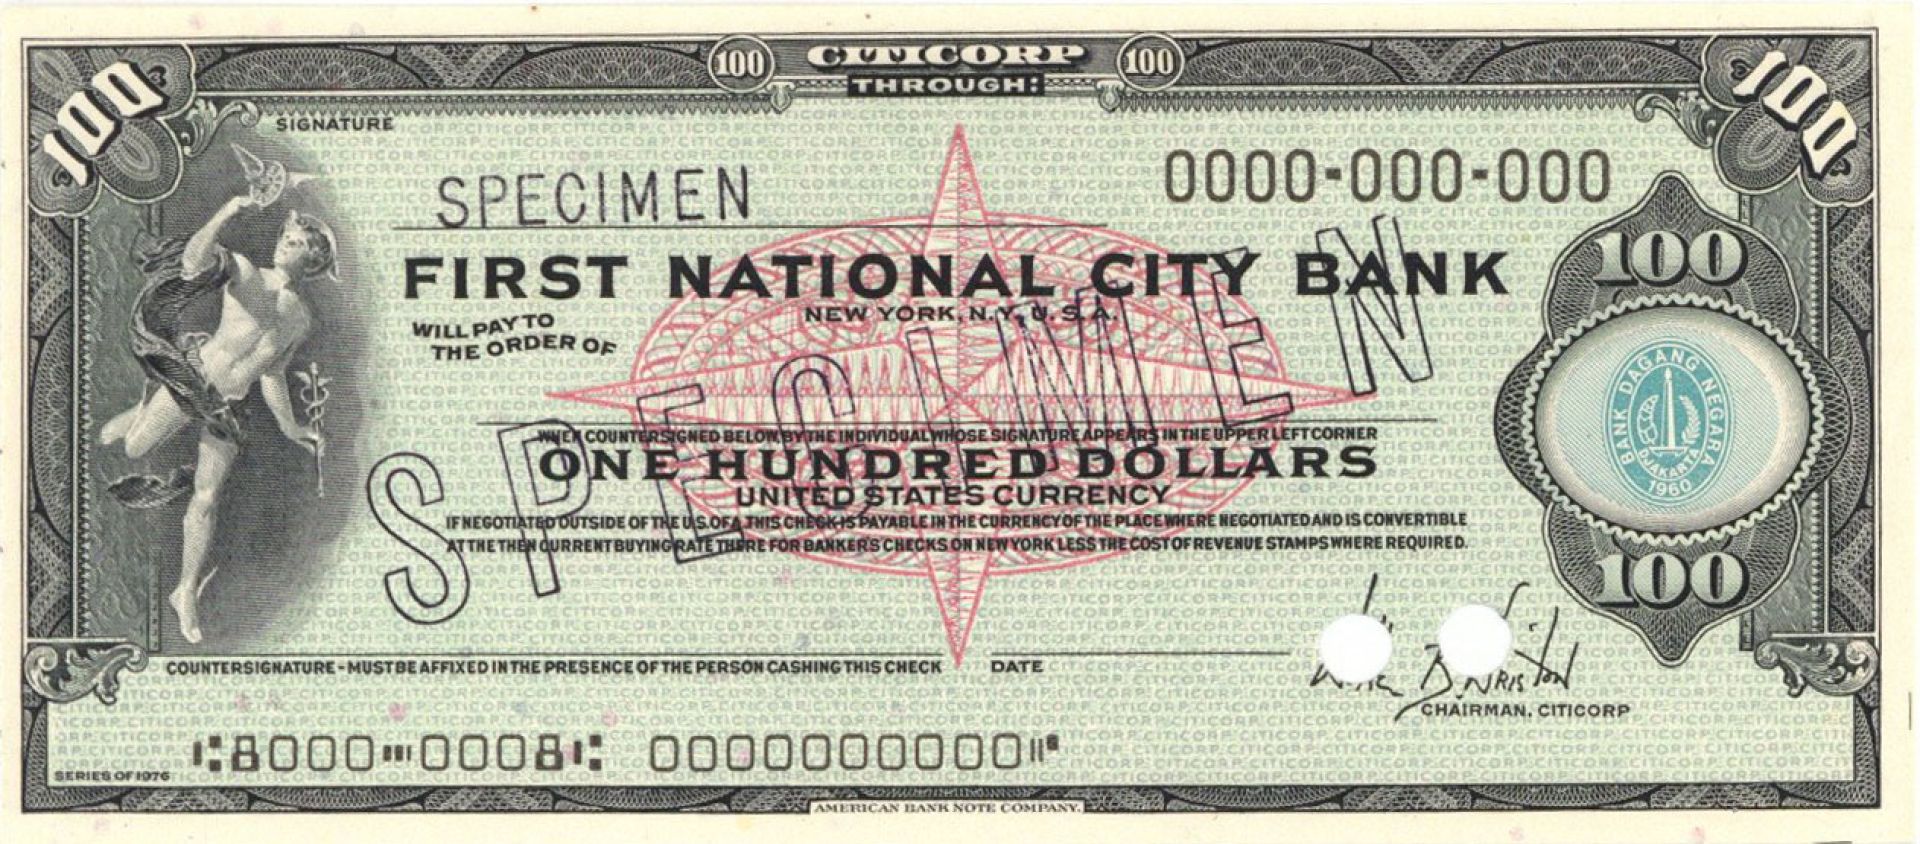 100 CITICORP 100
THROUGH:
100
100
SIGNATURE
SPECIMEN
0000-000-000
FIRST NATIONAL CITY BANK
NEW YORK, N.Y., U.S.A.
WILL PAY TO
THE ORDER OF
SPECIMEN
100
BANK DAGANG NEGARA
DJAKARTA
1960
100
WHEN COUNTERSIGNED BELOW BY THE INDIVIDUAL WHOSE SIGNATURE APPEARS IN THE UPPER LEFT CORNER
ONE HUNDRED DOLLARS
UNITED STATES CURRENCY
IF NEGOTIATED OUTSIDE OF THE U.S. OF A. THIS CHECK IS PAYABLE IN THE CURRENCY OF THE PLACE WHERE NEGOTIATED AND IS CONVERTIBLE
AT THE THEN CURRENT BUYING RATE THERE FOR BANKER'S CHECKS ON NEW YORK LESS THE COST OF REVENUE STAMPS WHERE REQUIRED.
COUNTERSIGNATURE - MUST BE AFFIXED IN THE PRESENCE OF THE PERSON CASHING THIS CHECK
DATE
CHAIRMAN, CITICORP
⑆8000⑉0008⑆ 0000000000⑈
SERIES OF 1976
AMERICAN BANK NOTE COMPANY.